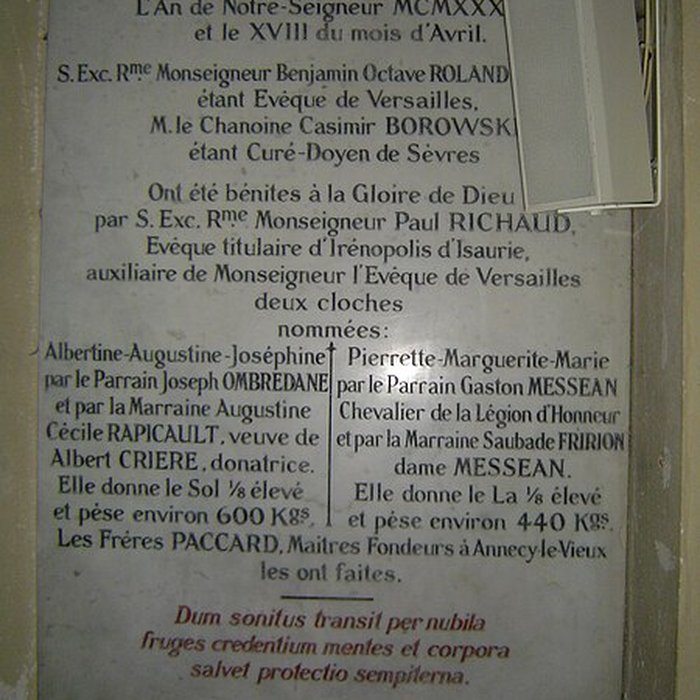 L'An de Notre-Seigneur MCMXXX
et le XVIII du mois d'Avril.
S. Exc. Rme Monseigneur Benjamin Octave ROLAND
étant Evêque de Versailles,
M. le Chanoine Casimir BOROWSK
étant Curé-Doyen de Sèvres
Ont été bénites à la Gloire de Dieu
par S. Exc. Rme Monseigneur Paul RICHAUD,
Evêque titulaire d'Irénopolis d'Isaurie,
auxiliaire de Monseigneur l'Evêque de Versailles
deux cloches
nommées:
Albertine-Augustine-Joséphine
par le Parrain Joseph OMBREDANE
et par la Marraine Augustine
Cécile RAPICAULT, veuve de
Albert CRIERE, donatrice.
Elle donne le Sol 1/8 élevé
et pése environ 600 Kgs.
Pierrette-Marguerite-Marie
par le Parrain Gaston MESSEAN
Chevalier de la Légion d'Honneur
et par la Marraine Saubade FRIRION
dame MESSEAN.
Elle donne le La 1/8 élevé
et pése environ 440 Kgs.
Les Fréres PACCARD, Maitres Fondeurs à Annecy-le-Vieux
les ont faites.
Dum sonitus transit per nubila
fruges credentium mentes et corpora
salvet protectio sempiterna.